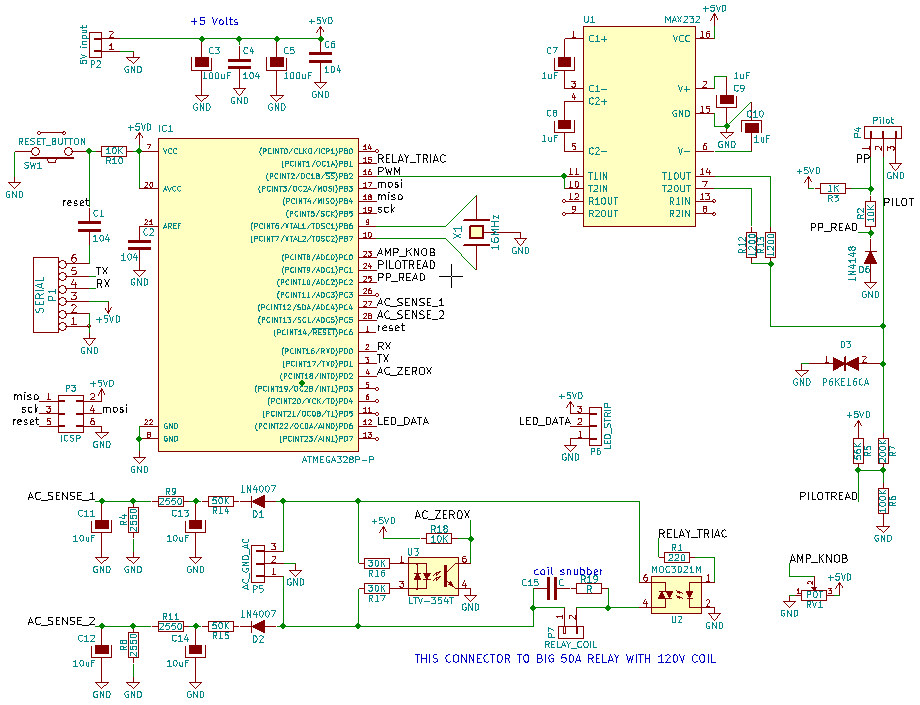 +5 Volts
5v input
P2
2
1
GND
+5VD
C3
100uF
GND
C4
104
GND
C5
100uF
GND
C6
104
GND
U1
MAX232
+5VD
C7
1uF
C8
1uF
1 C1+
3 C1-
4 C2+
5 C2-
11 T1IN
10 T2IN
12 R1OUT
9 R2OUT
VCC 16
V+ 2
GND 15
V- 6
T1OUT 14
T2OUT 7
R1IN 13
R2IN 8
1uF
C9
GND
C10
1uF
R12
1200
R13
1200
Pilot
P4
1
2
3
GND
PP
+5VD
1K
R3
PILOT
R2
10K
PP_READ
1N4148
D6
GND
RESET_BUTTON
SW1
GND
10K
R10
+5VD
reset
C1
104
C2
104
GND
IC1
7 VCC
20 AVCC
21 AREF
22 GND
8 GND
GND
(PCINT0/CLKO/ICP1)PB0 14
(PCINT1/OC1A)PB1 15 RELAY_TRIAC
(PCINT2/OC1B/SS)PB2 16 PWM
(PCINT3/OC2A/MOSI)PB3 17 mosi
(PCINT4/MISO)PB4 18 miso
(PCINT5/SCK)PB5 19 sck
(PCINT6/XTAL1/TOSC1)PB6 9
(PCINT7/XTAL2/TOSC2)PB7 10
(PCINT8/ADC0)PC0 23 AMP_KNOB
(PCINT9/ADC1)PC1 24 PILOTREAD
(PCINT10/ADC2)PC2 25 PP_READ
(PCINT11/ADC3)PC3 26
(PCINT12/SDA/ADC4)PC4 27 AC_SENSE_1
(PCINT13/SCL/ADC5)PC5 28 AC_SENSE_2
(PCINT14/RESET)PC6 1 reset
(PCINT16/RXD)PD0 2 RX
(PCINT17/TXD)PD1 3 TX
(PCINT18/INT0)PD2 4 AC_ZEROX
(PCINT19/OC2B/INT1)PD3 5
(PCINT20/XCK/T0)PD4 6
(PCINT21/OC0B/T1)PD5 11
(PCINT22/OC0A/AIN0)PD6 12 LED_DATA
(PCINT23/AIN1)PD7 13
ATMEGA328P-P
X1
16MHz
GND
SERIAL
P1
6
5 TX
4 RX
3
2
1
+5VD
GND
P3
+5VD
miso 1
2
sck 3
4 mosi
reset 5
6
ICSP
GND
+5VD
LED_DATA
3
2
1
LED_STRIP
P6
GND
D3
1
2
P6KE16CA
GND
+5VD
56K
R5
200K
R7
PILOTREAD
100K
R6
GND
AC_SENSE_1
C11
10uF
GND
R4
2550
GND
R9
2550
C13
10uF
GND
50K
R14
1N4007
D1
AC_GND_AC
P5
3
2
1
GND
AC_SENSE_2
C12
10uF
GND
R8
2550
GND
R11
2550
C14
10uF
GND
50K
R15
1N4007
D2
+5VD
AC_ZEROX
R18
10K
U3
30K
R16
30K
R17
1
3
6
4
LTV-354T
GND
coil snubber
C15
C
R19
R
P7
1
2
RELAY_COIL
RELAY_TRIAC
R1
220
MOC3021M
6
4
1
2
U2
GND
AMP_KNOB
+5VD
2
1
3
POT
RV1
GND
THIS CONNECTOR TO BIG 50A RELAY WITH 120V COIL